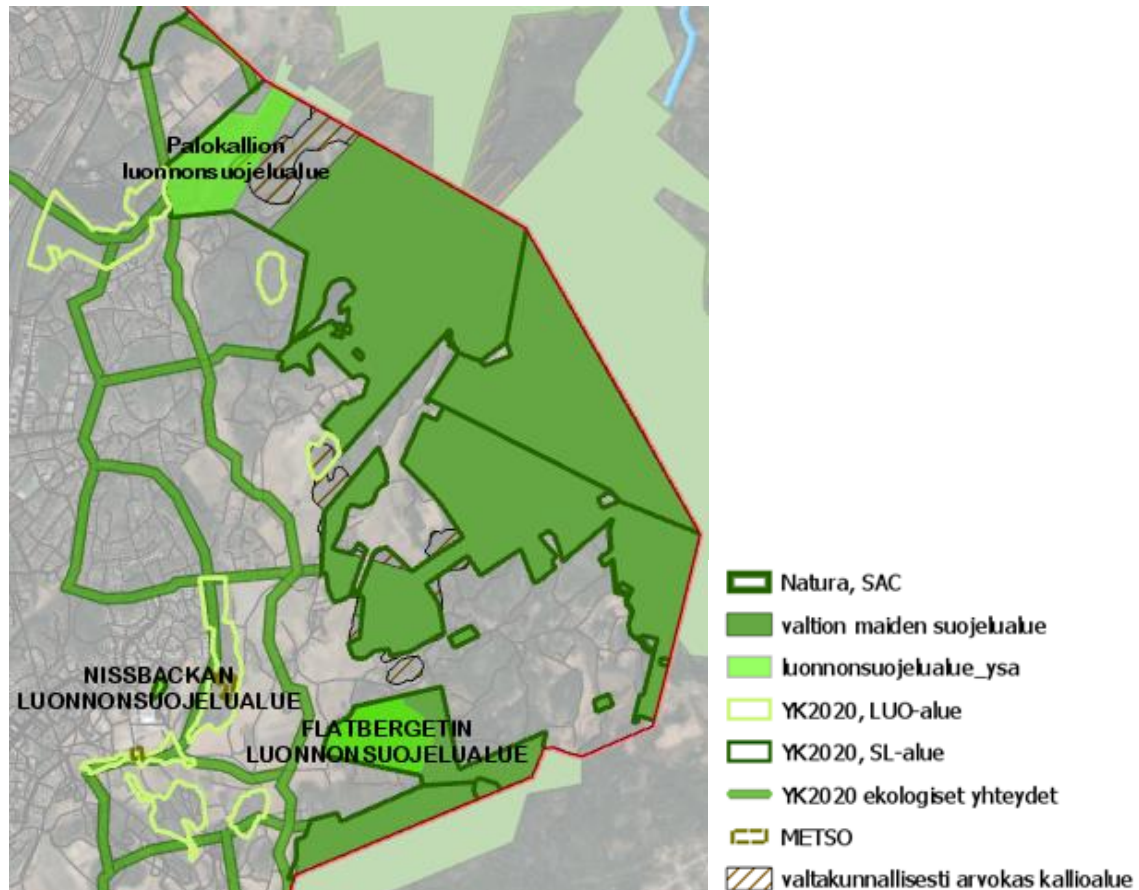 Palokallion
luonnonsuojelualue
NISSBACKAN
LUONNONSUOJELUALUE
FLATBERGETIN
LUONNONSUOJELUALUE
Natura, SAC
valtion maiden suojelualue
luonnonsuojelualue_ysa
YK2020, LUO-alue
YK2020, SL-alue
YK2020 ekologiset yhteydet
METSO
valtakunnallisesti arvokas kallioalue